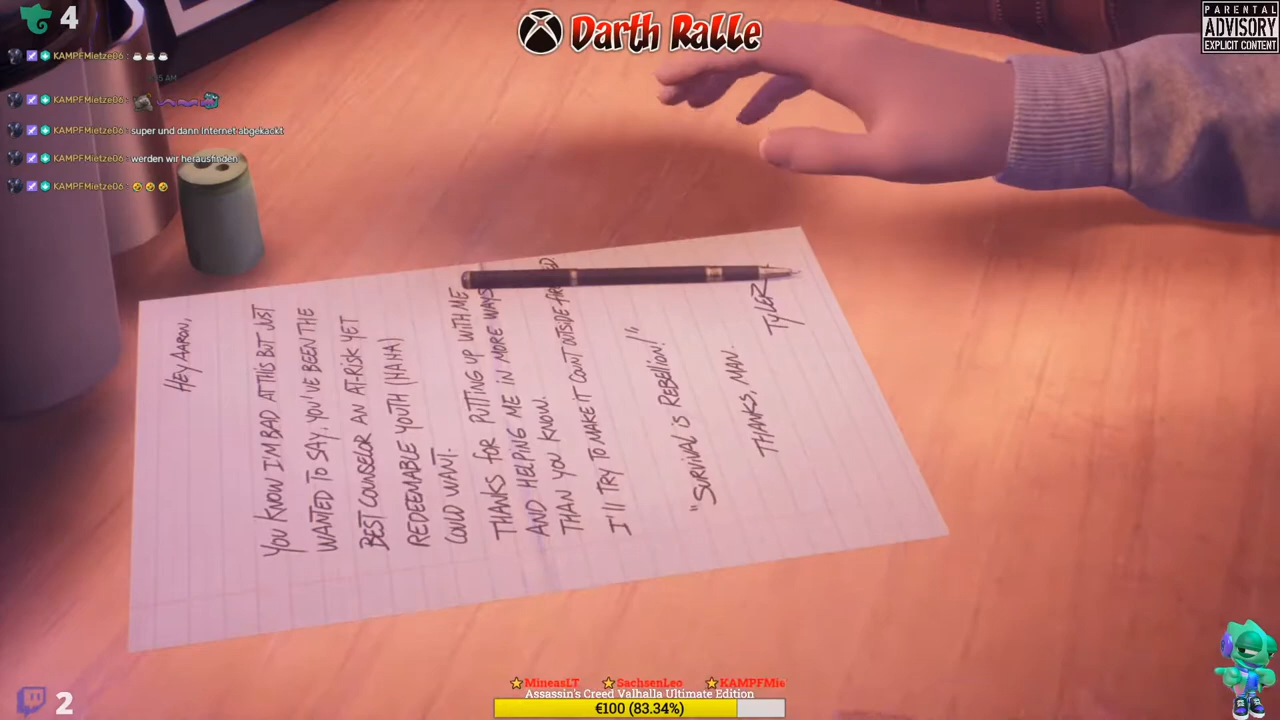 4
Darth Ralle
PARENTAL
ADVISORY
EXPLICIT CONTENT
KAMPFMietze06 :
KAMPFMietze06 :
KAMPFMietze06 : super und dann Internet abgekackt
KAMPFMietze06 : werden wir herausfinden
KAMPFMietze06 :
HEY AARON,
YOU KNOW I'M BAD AT THIS BUT JUST
WANTED TO SAY, YOU'VE BEEN THE
BEST COUNSELOR AN AT-RISK YET
REDEEMABLE YOUTH (HAHA)
COULD WANT.
THANKS FOR PUTTING UP WITH ME
AND HELPING ME IN MORE WAYS
THAN YOU KNOW.
I'LL TRY TO MAKE IT COUNT OUTSIDE
"SURVIVAL IS REBELLION!"
THANKS, MAN.
TYLER
2
MineasLT SachsenLeo KAMPFMie
Assassin's Creed Valhalla Ultimate Edition
€100 (83.34%)